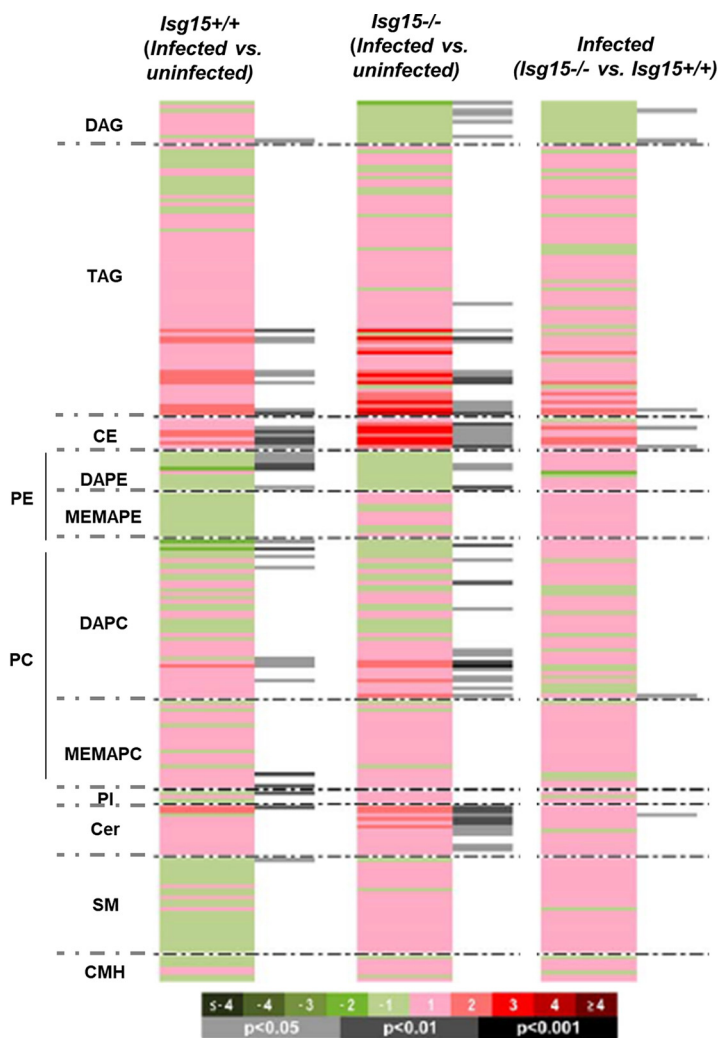 Isg15+/+
(Infected vs.
uninfected)
Isg15-/-
(Infected vs.
uninfected)
Infected
(Isg15-/- vs. Isg15+/+)
DAG
TAG
CE
PE
DAPE
MEMAPE
PC
DAPC
MEMAPC
PI
Cer
SM
CMH
≤-4 -4 -3 -2 -1 1 2 3 4 ≥4
p<0.05 p<0.01 p<0.001